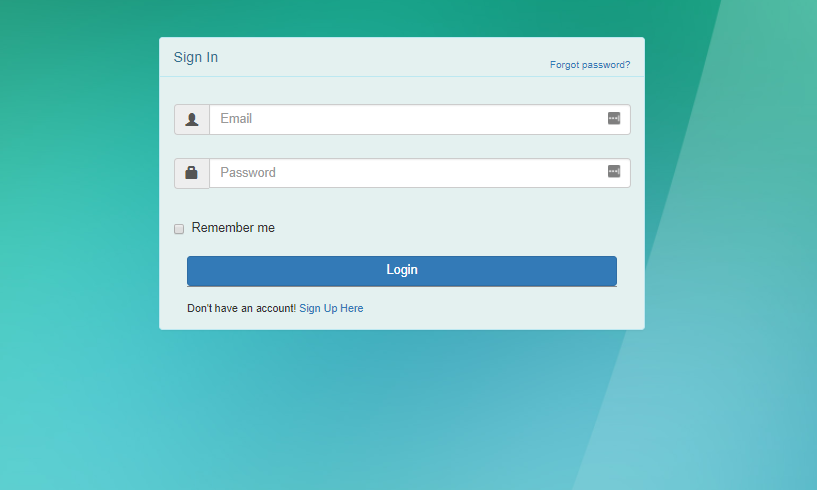 Sign In
Forgot password?
Email
Password
Remember me
Login
Don't have an account! Sign Up Here